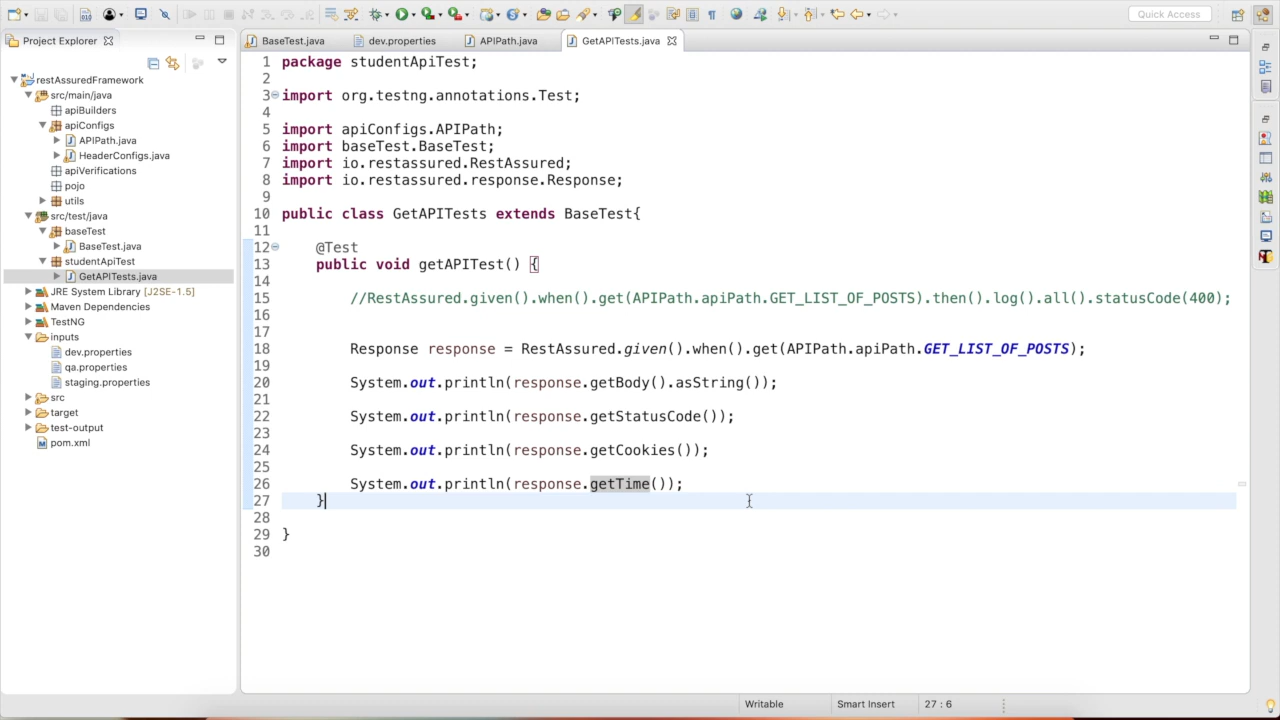 Quick Access
Project Explorer
restAssuredFramework
src/main/java
apiBuilders
apiConfigs
APIPath.java
HeaderConfigs.java
apiVerifications
pojo
utils
src/test/java
baseTest
BaseTest.java
studentApiTest
GetAPITests.java
JRE System Library [J2SE-1.5]
Maven Dependencies
TestNG
inputs
dev.properties
qa.properties
staging.properties
src
target
test-output
pom.xml
BaseTest.java dev.properties APIPath.java GetAPITests.java
1 package studentApiTest;
2
3 import org.testng.annotations.Test;
4
5 import apiConfigs.APIPath;
6 import baseTest.BaseTest;
7 import io.restassured.RestAssured;
8 import io.restassured.response.Response;
9
10 public class GetAPITests extends BaseTest{
11
12 @Test
13 public void getAPITest() {
14
15 //RestAssured.given().when().get(APIPath.apiPath.GET_LIST_OF_POSTS).then().log().all().statusCode(400);
16
17
18 Response response = RestAssured.given().when().get(APIPath.apiPath.GET_LIST_OF_POSTS);
19
20 System.out.println(response.getBody().asString());
21
22 System.out.println(response.getStatusCode());
23
24 System.out.println(response.getCookies());
25
26 System.out.println(response.getTime());
27 }
28
29 }
30
Writable Smart Insert 27 : 6